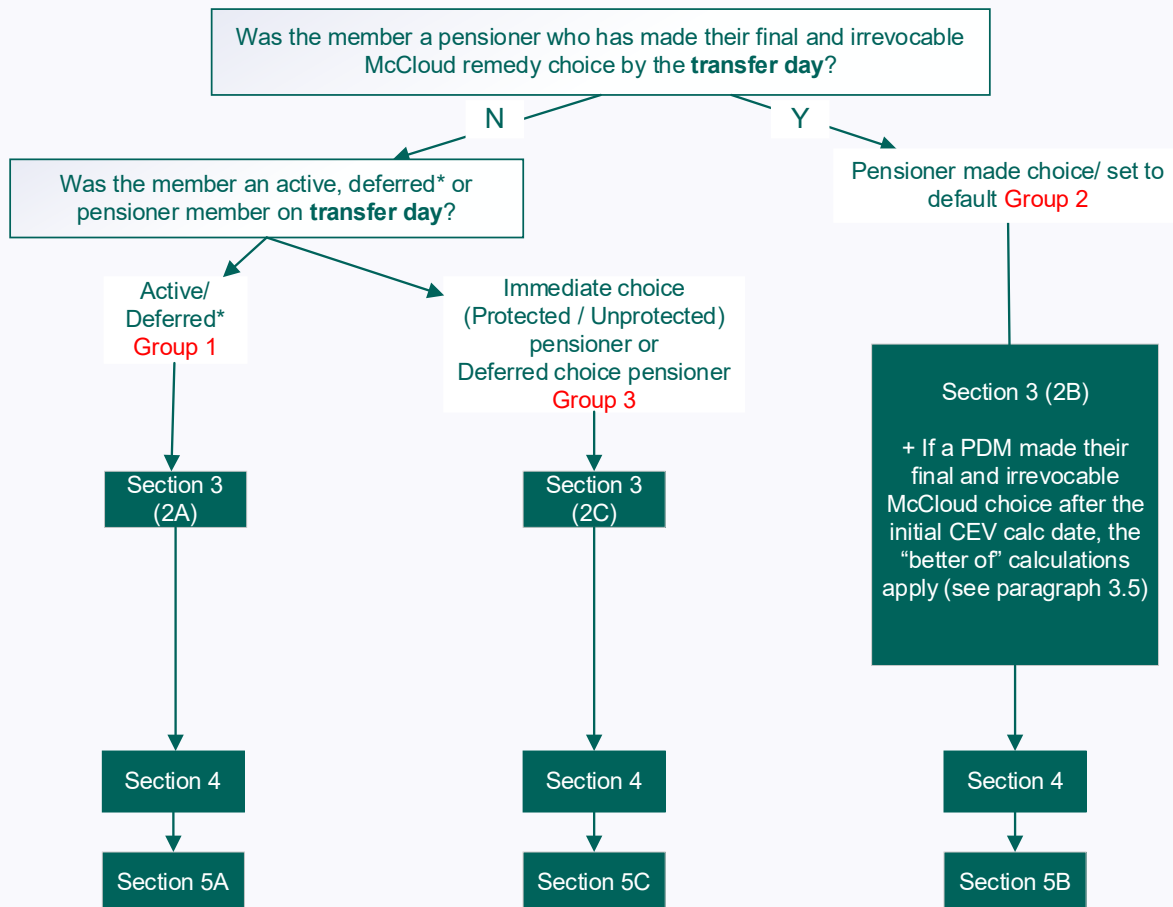 Was the member a pensioner who has made their final and irrevocable
McCloud remedy choice by the transfer day?
N
Y
Was the member an active, deferred* or
pensioner member on transfer day?
Pensioner made choice/ set to
default Group 2
Active/
Deferred*
Group 1
Immediate choice
(Protected / Unprotected)
pensioner or
Deferred choice pensioner
Group 3
Section 3
(2A)
Section 3
(2C)
Section 3 (2B)
+ If a PDM made their
final and irrevocable
McCloud choice after the
initial CEV calc date, the
“better of” calculations
apply (see paragraph 3.5)
Section 4
Section 4
Section 4
Section 5A
Section 5C
Section 5B